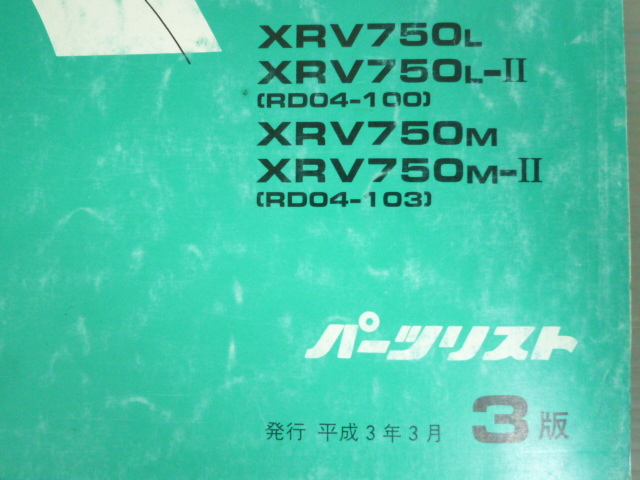 XRV750L
XRV750L-II
(RD04-100)
XRV750M
XRV750M-II
(RD04-103)
パーツリスト
発行 平成3年3月 3版